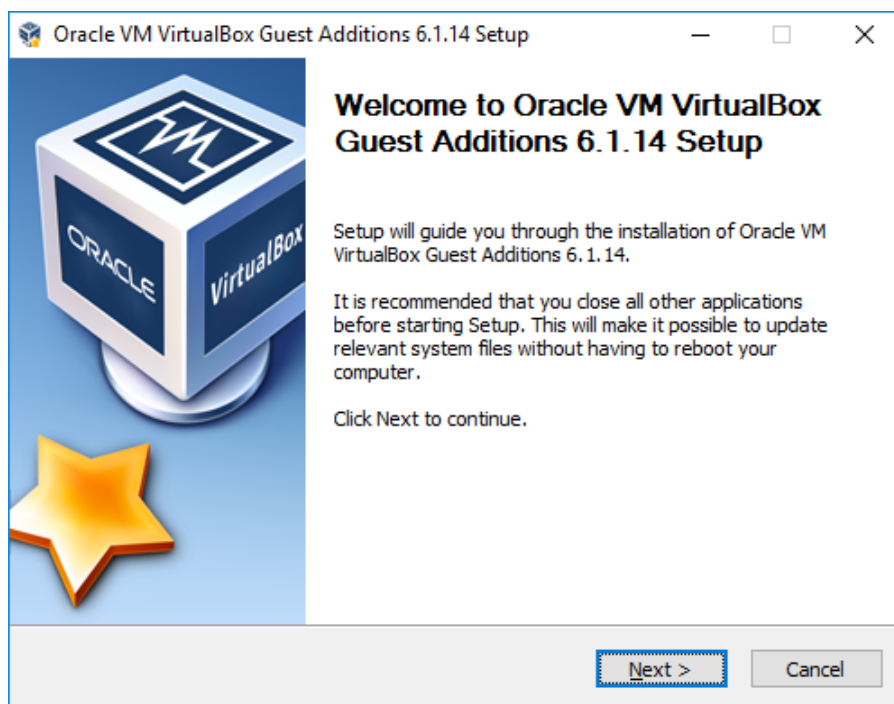 Oracle VM VirtualBox Guest Additions 6.1.14 Setup
Welcome to Oracle VM VirtualBox
Guest Additions 6.1.14 Setup
ORACLE
VirtualBox
Setup will guide you through the installation of Oracle VM
VirtualBox Guest Additions 6.1.14.
It is recommended that you close all other applications
before starting Setup. This will make it possible to update
relevant system files without having to reboot your
computer.
Click Next to continue.
Next >
Cancel